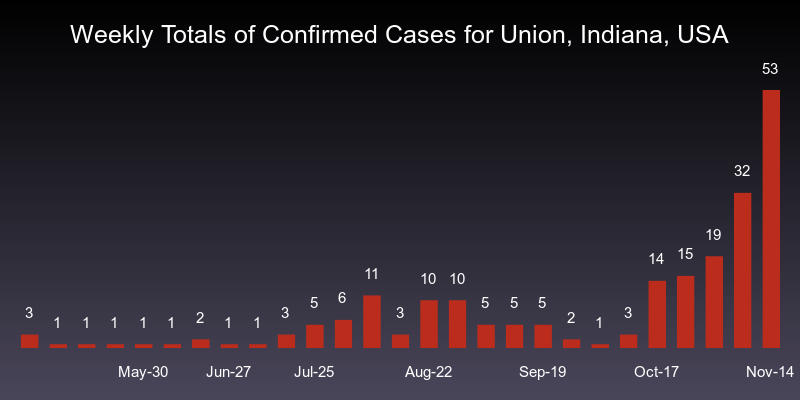 Weekly Totals of Confirmed Cases for Union, Indiana, USA
3 1 1 1 1 1 2 1 1 3 5 6 11 3 10 10 5 5 5 2 1 3 14 15 19 32 53
May-30 Jun-27 Jul-25 Aug-22 Sep-19 Oct-17 Nov-14